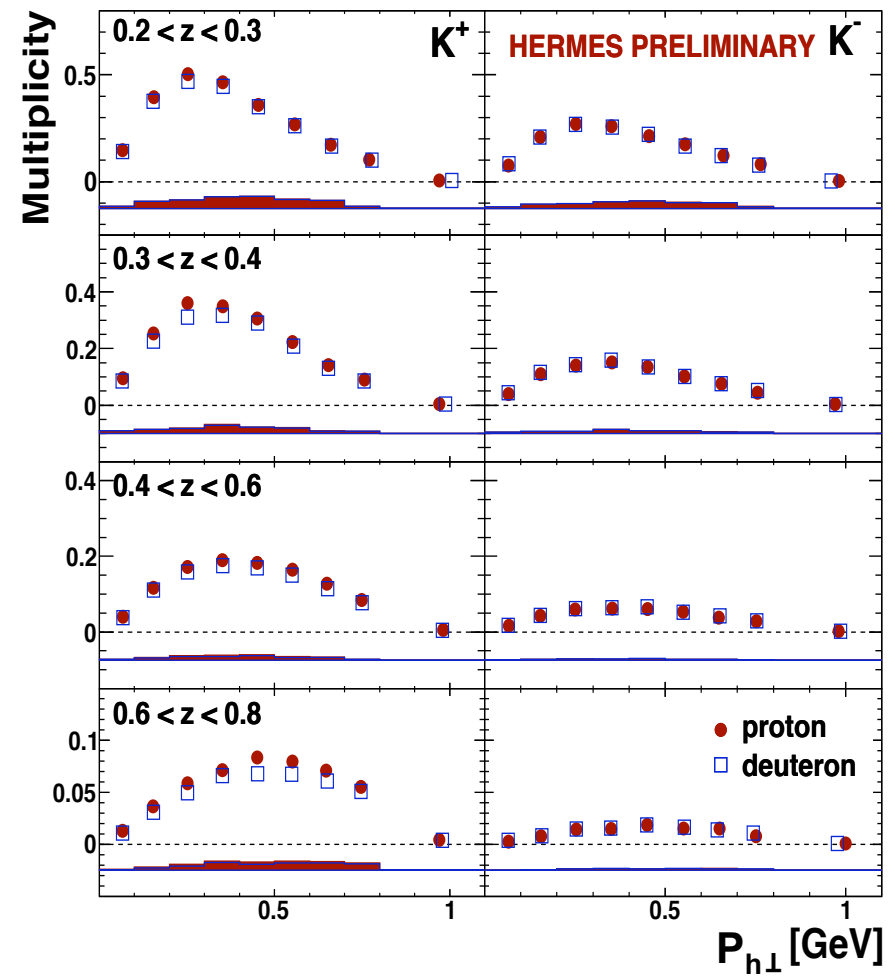 Multiplicity
0.2 < z < 0.3
K+
HERMES PRELIMINARY K-
0.5
0
0.3 < z < 0.4
0.4
0.2
0
0.4 < z < 0.6
0.4
0.2
0
0.6 < z < 0.8
proton
deuteron
0.1
0.05
0
0.5 1 0.5 1
P_h⊥ [GeV]